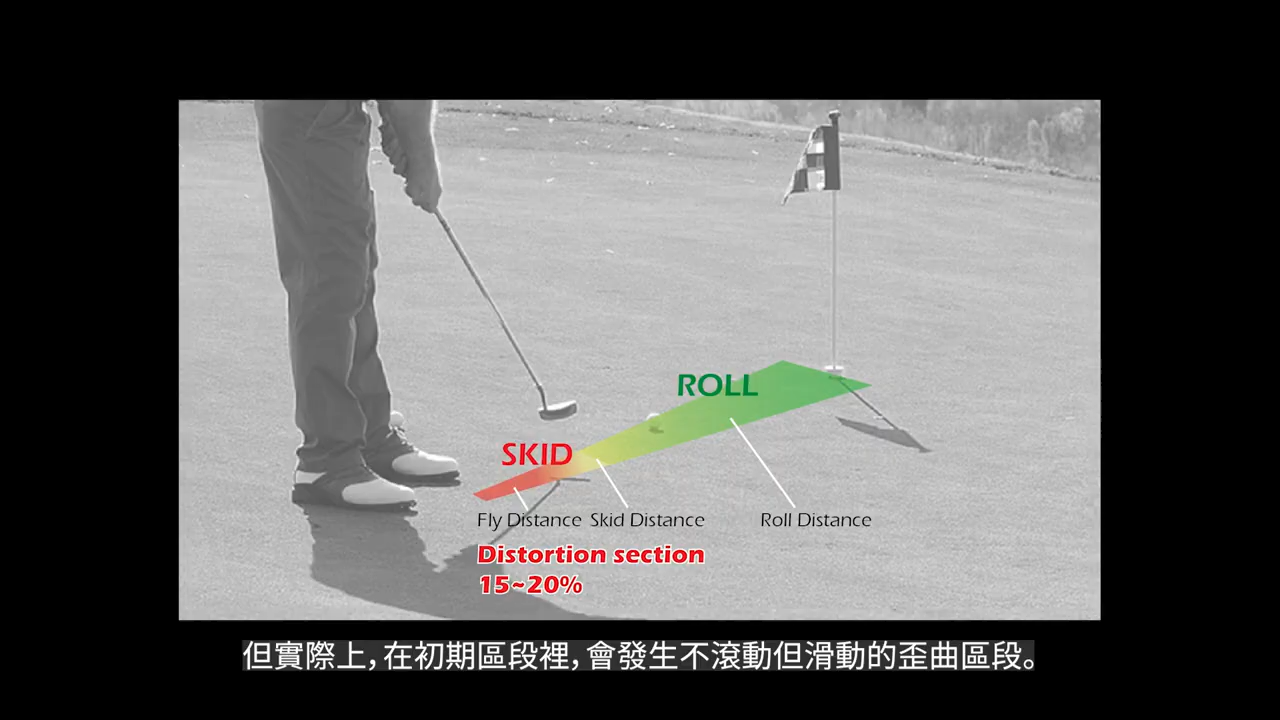 ROLL
SKID
Fly Distance Skid Distance Roll Distance
Distortion section
15~20%
但實際上,在初期區段裡,會發生不滾動但滑動的歪曲區段。